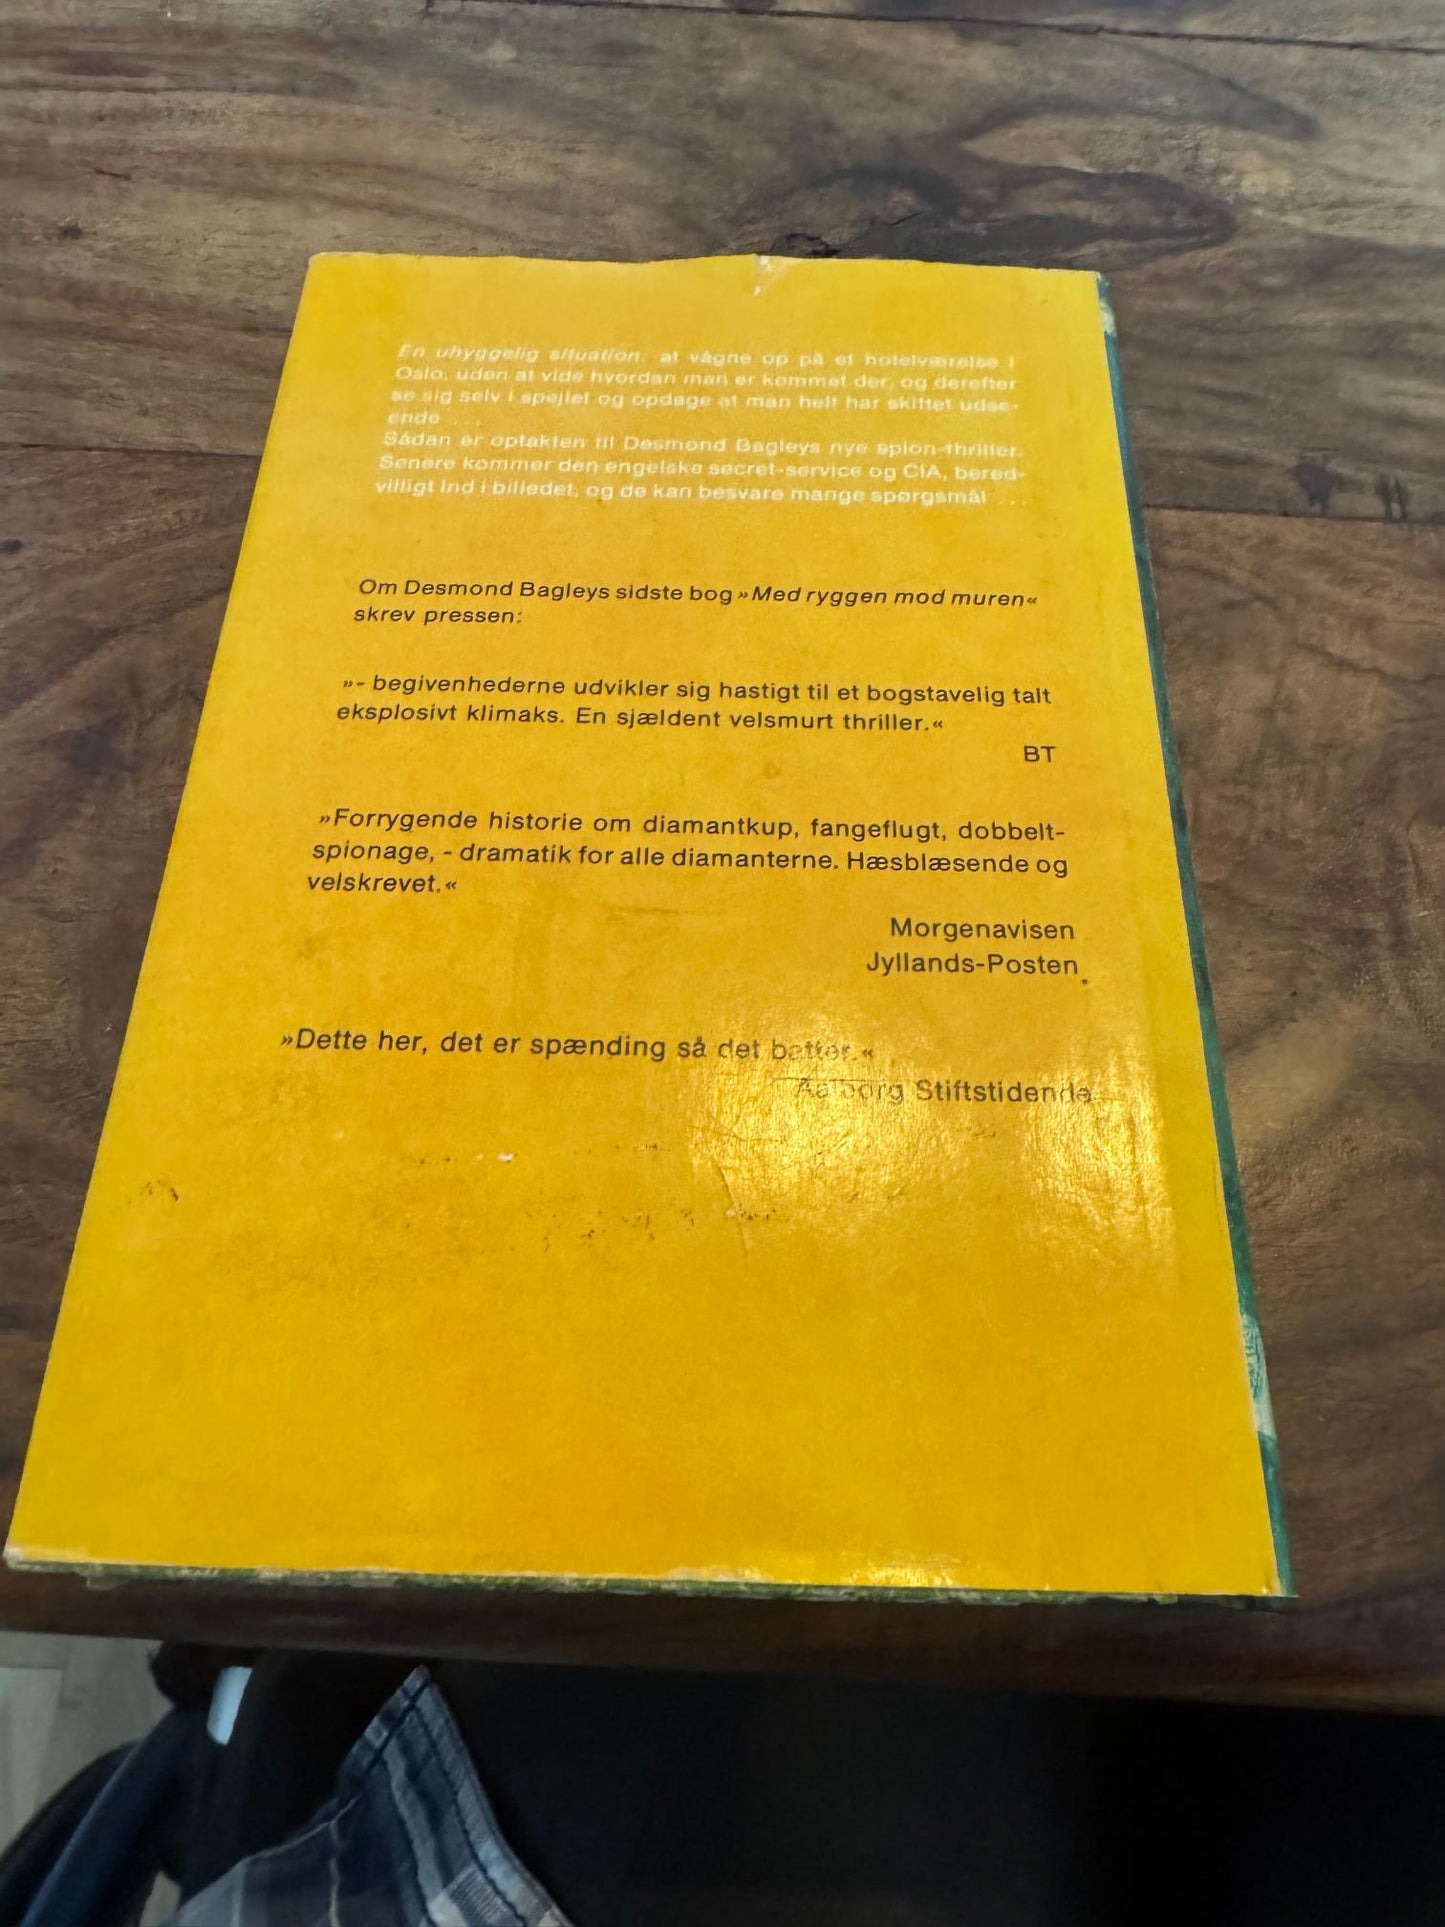 En uhyggelig situation: at vågne op på et hotelværelse i
Oslo, uden at vide hvordan man er kommet der, og derefter
se sig selv i spejlet og opdage at man helt har skiftet udse-
ende ...
Sådan er optakten til Desmond Bagleys nye spion-thriller.
Senere kommer den engelske secret-service og CIA, bered-
villigt ind i billedet, og de kan besvare mange spørgsmål ...
Om Desmond Bagleys sidste bog »Med ryggen mod muren«
skrev pressen:
»- begivenhederne udvikler sig hastigt til et bogstavelig talt
eksplosivt klimaks. En sjældent velsmurt thriller.«
BT
»Forrygende historie om diamantkup, fangeflugt, dobbelt-
spionage, - dramatik for alle diamanterne. Hæsblæsende og
velskrevet.«
Morgenavisen
Jyllands-Posten
»Dette her, det er spænding så det batter.«
Aalborg Stiftstidende